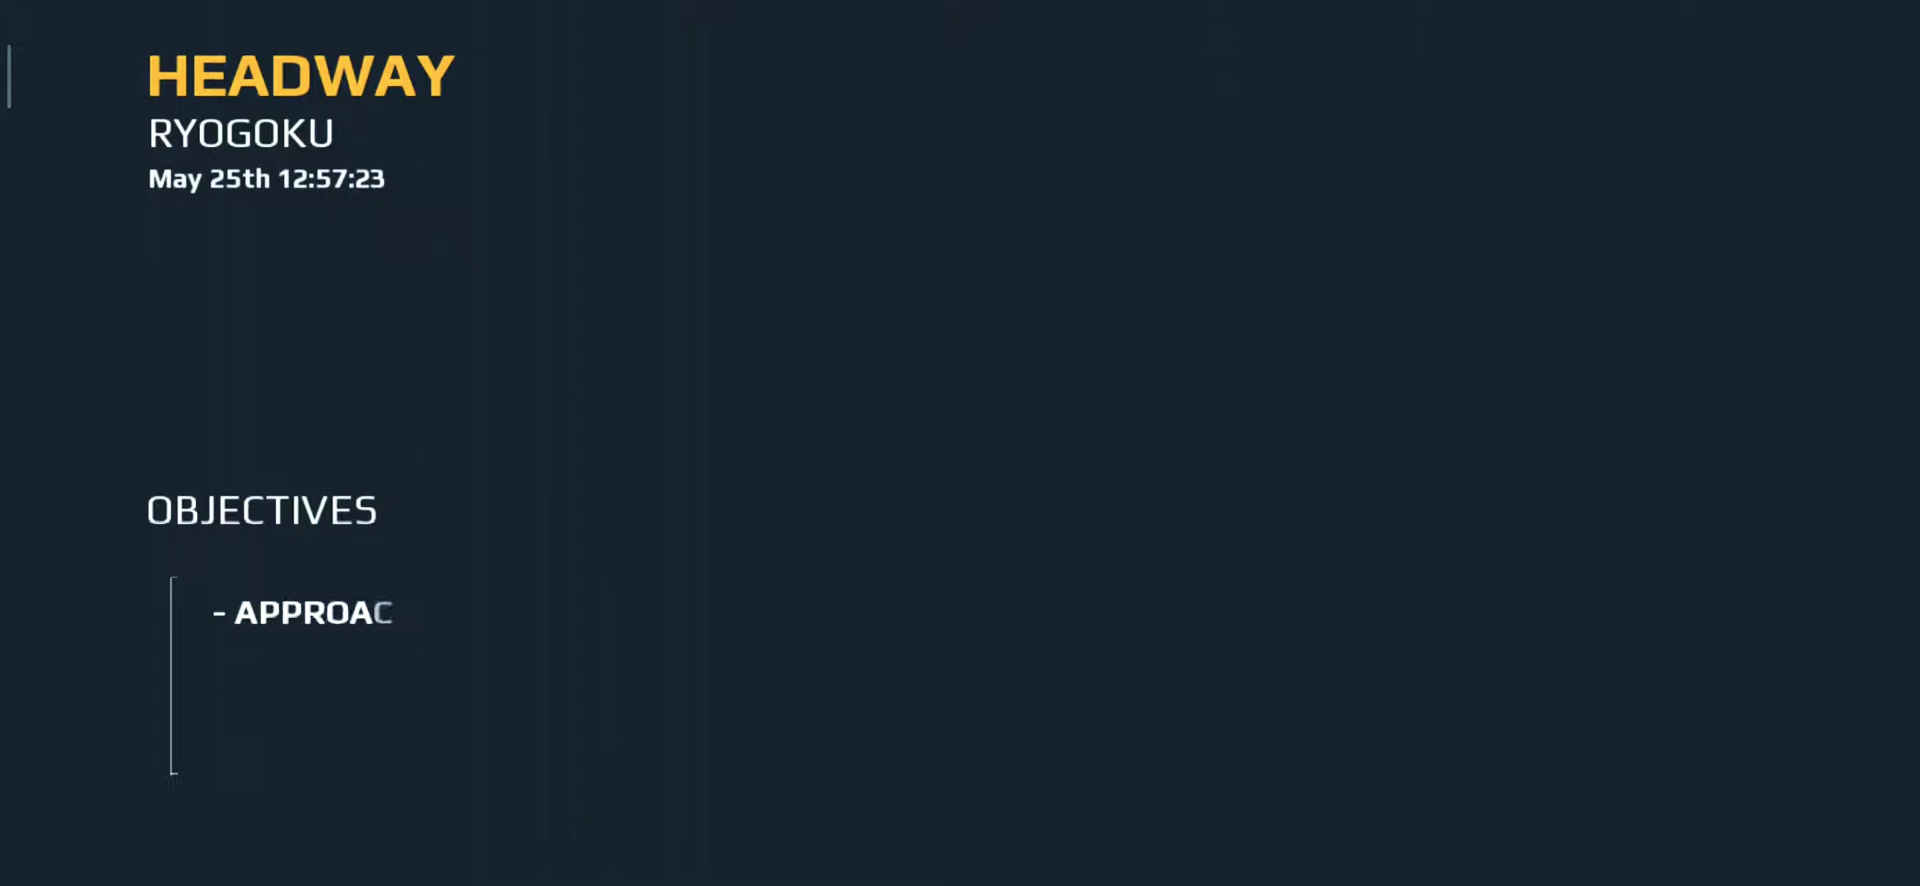 HEADWAY
RYOGOKU
May 25th 12:57:23
OBJECTIVES
- APPROAC